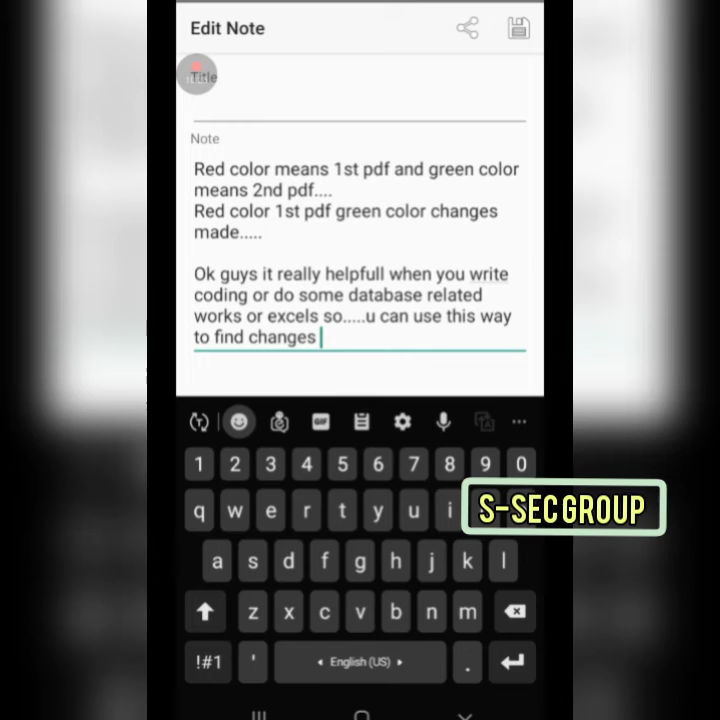 Edit Note
Title
Note
Red color means 1st pdf and green color
means 2nd pdf....
Red color 1st pdf green color changes
made.....
Ok guys it really helpfull when you write
coding or do some database related
works or excels so.....u can use this way
to find changes
GIF
1 2 3 4 5 6 7 8 9 0
q w e r t y u i
S-SEC GROUP
a s d f g h j k l
z x c v b n m
!#1 ' English (US) .